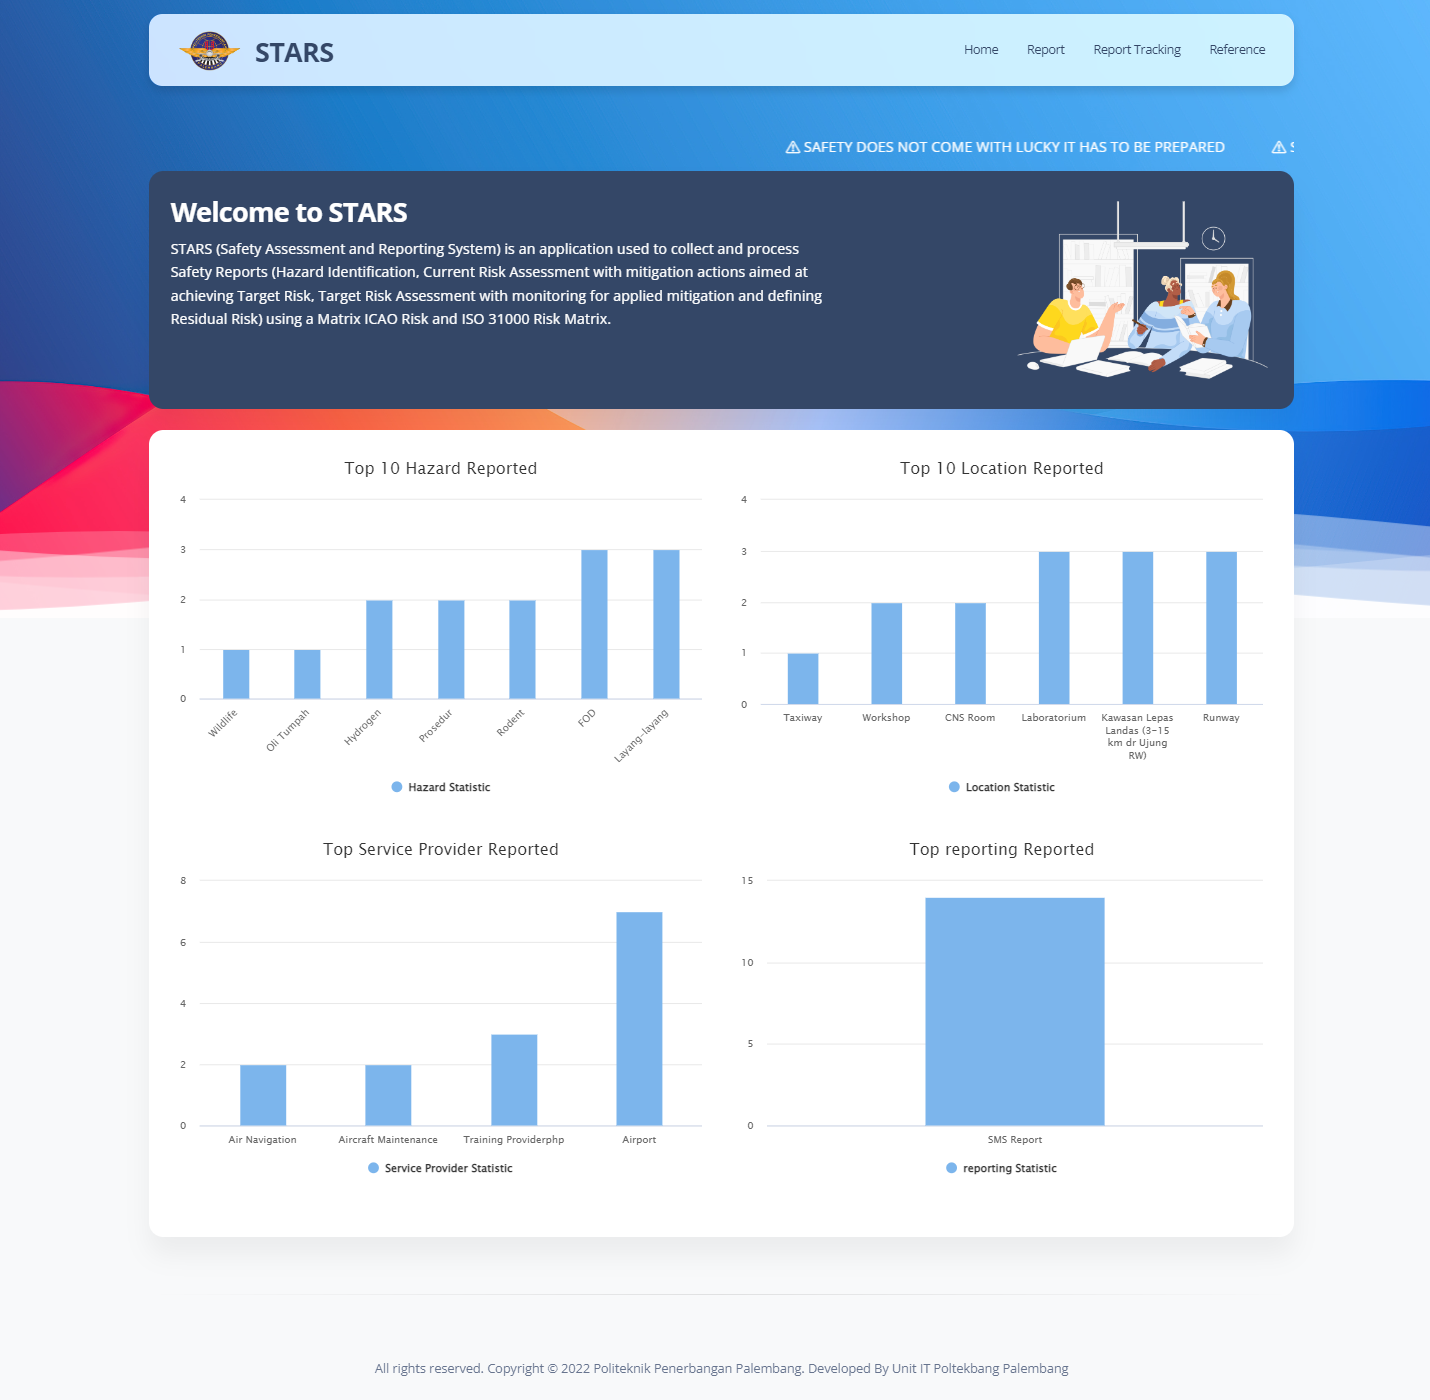 STARS
Home Report Report Tracking Reference
⚠ SAFETY DOES NOT COME WITH LUCKY IT HAS TO BE PREPARED ⚠
Welcome to STARS
STARS (Safety Assessment and Reporting System) is an application used to collect and process
Safety Reports (Hazard Identification, Current Risk Assessment with mitigation actions aimed at
achieving Target Risk, Target Risk Assessment with monitoring for applied mitigation and defining
Residual Risk) using a Matrix ICAO Risk and ISO 31000 Risk Matrix.
Top 10 Hazard Reported
4
3
2
1
0
Wildlife
Oli Tumpah
Hydrogen
Prosedur
Rodent
FOD
Layang-layang
Hazard Statistic
Top 10 Location Reported
4
3
2
1
0
Taxiway
Workshop
CNS Room
Laboratorium
Kawasan Lepas
Landas (3-15
km dr Ujung
RW)
Runway
Location Statistic
Top Service Provider Reported
8
6
4
2
0
Air Navigation
Aircraft Maintenance
Training Providerphp
Airport
Service Provider Statistic
Top reporting Reported
15
10
5
0
SMS Report
reporting Statistic
All rights reserved. Copyright © 2022 Politeknik Penerbangan Palembang. Developed By Unit IT Poltekbang Palembang